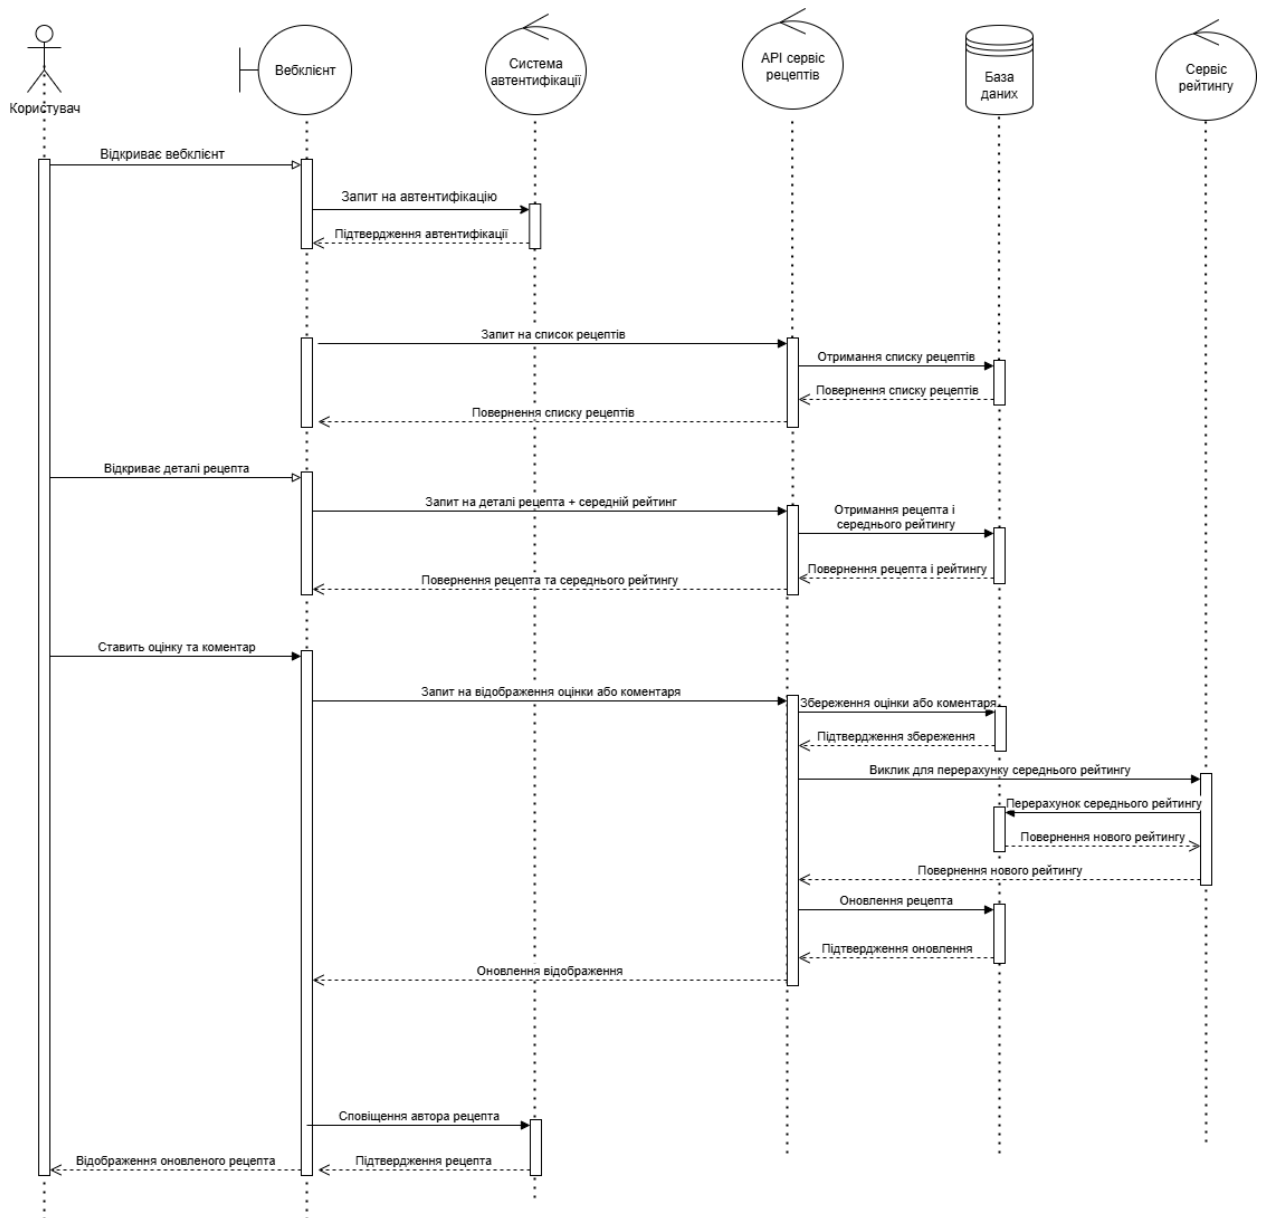 Користувач
Вебклієнт
Система
автентифікації
API сервіс
рецептів
База
даних
Сервіс
рейтингу
Відкриває вебклієнт
Запит на автентифікацію
Підтвердження автентифікації
Запит на список рецептів
Отримання списку рецептів
Повернення списку рецептів
Повернення списку рецептів
Відкриває деталі рецепта
Запит на деталі рецепта + середній рейтинг
Отримання рецепта і
середнього рейтингу
Повернення рецепта і рейтингу
Повернення рецепта та середнього рейтингу
Ставить оцінку та коментар
Запит на відображення оцінки або коментаря
Збереження оцінки або коментаря
Підтвердження збереження
Виклик для перерахунку середнього рейтингу
Перерахунок середнього рейтингу
Повернення нового рейтингу
Повернення нового рейтингу
Оновлення рецепта
Підтвердження оновлення
Оновлення відображення
Сповіщення автора рецепта
Відображення оновленого рецепта
Підтвердження рецепта